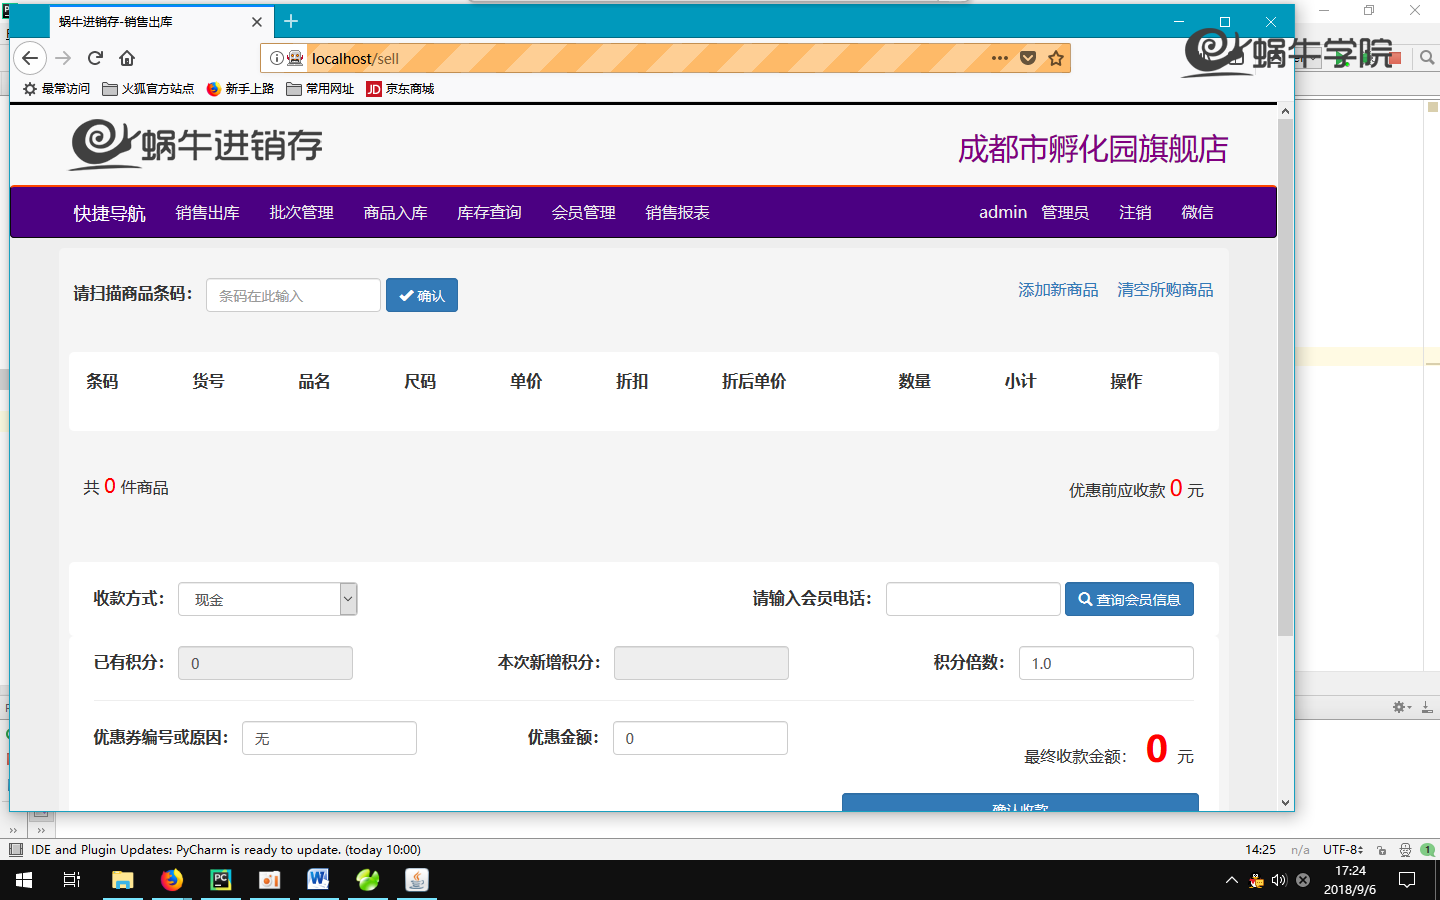 蜗牛进销存-销售出库
localhost/sell
蜗牛学院
最常访问 火狐官方站点 新手上路 常用网址 JD 京东商城
蜗牛进销存
成都市孵化园旗舰店
快捷导航 销售出库 批次管理 商品入库 库存查询 会员管理 销售报表 admin 管理员 注销 微信
请扫描商品条码： 条码在此输入 确认 添加新商品 清空所购商品
条码 货号 品名 尺码 单价 折扣 折后单价 数量 小计 操作
共 0 件商品 优惠前应收款 0 元
收款方式： 现金 请输入会员电话： 查询会员信息
已有积分： 0 本次新增积分： 积分倍数： 1.0
优惠券编号或原因： 无 优惠金额： 0 最终收款金额： 0 元
确认收款
IDE and Plugin Updates: PyCharm is ready to update. (today 10:00) 14:25 n/a UTF-8 1
17:24
2018/9/6